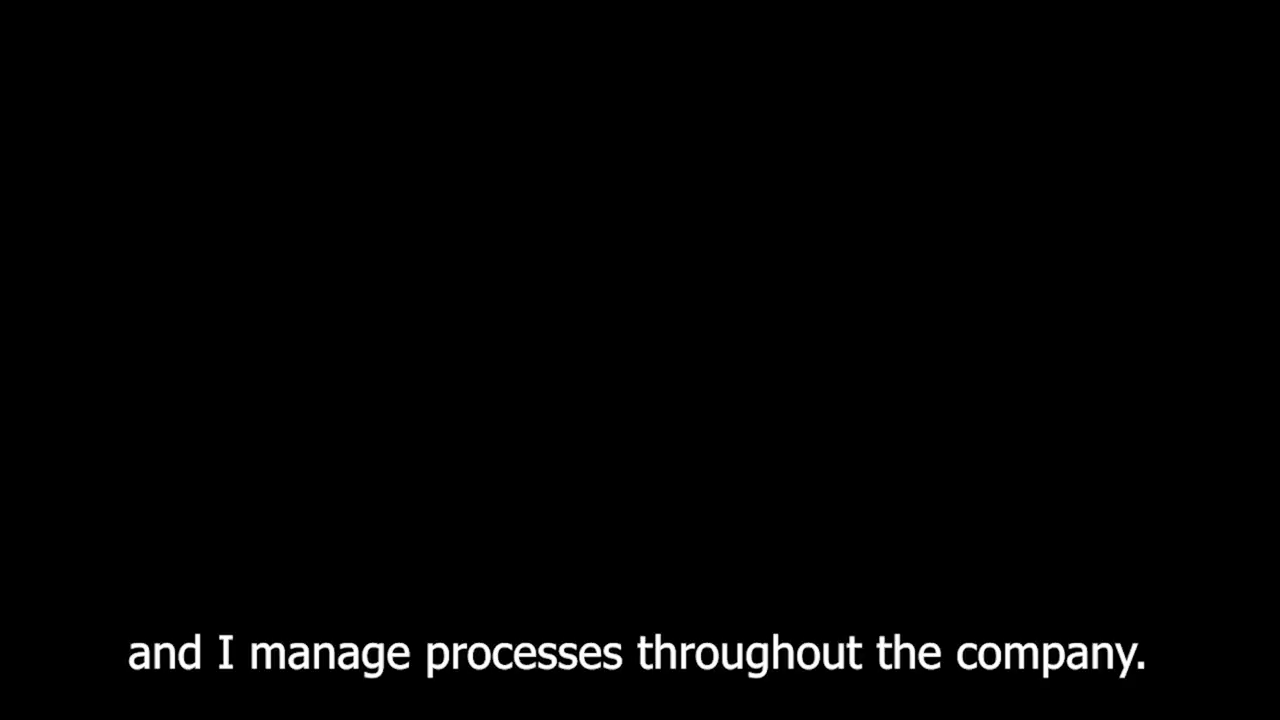 and I manage processes throughout the company.